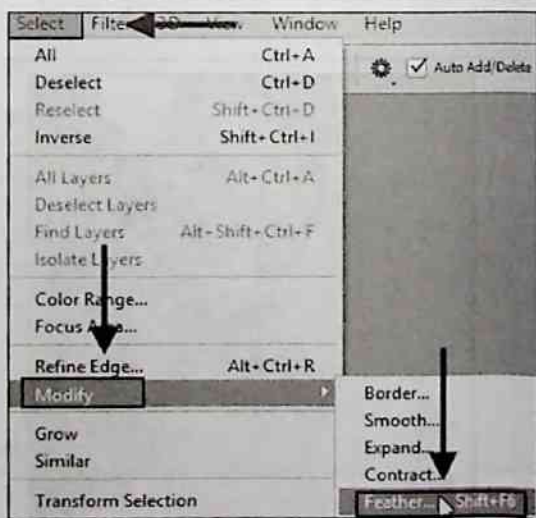 Select Filter 3D View Window Help
All Ctrl+A
Auto Add/Delete
Deselect Ctrl+D
Reselect Shift+Ctrl+D
Inverse Shift+Ctrl+I
All Layers Alt+Ctrl+A
Deselect Layers
Find Layers Alt+Shift+Ctrl+F
Isolate Layers
Color Range...
Focus Area...
Refine Edge... Alt+Ctrl+R
Modify
Border...
Smooth...
Expand...
Contract...
Feather... Shift+F6
Grow
Similar
Transform Selection